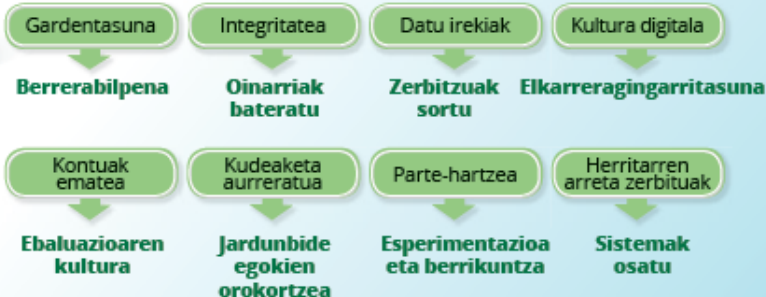 Gardentasuna
Integritatea
Datu irekiak
Kultura digitala
Berrerabilpena
Oinarriak
bateratu
Zerbitzuak
sortu
Elkarreragingarritasuna
Kontuak
ematea
Kudeaketa
aurreratua
Parte-hartzea
Herritarren
arreta zerbituak
Ebaluazioaren
kultura
Jardunbide
egokien
orokortzea
Esperimentazioa
eta berrikuntza
Sistemak
osatu